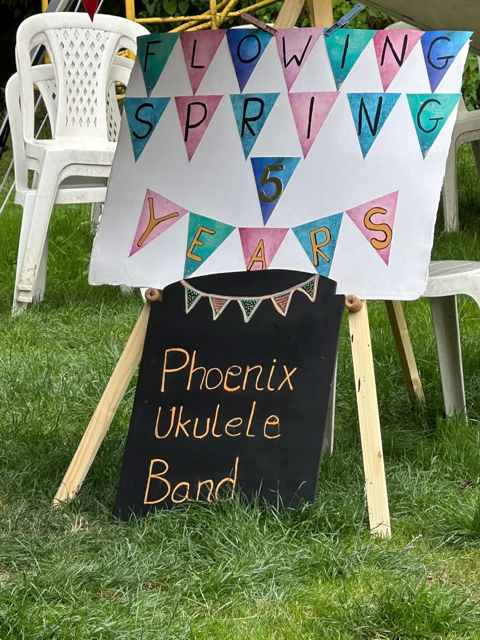 FLOWING
SPRING
5
YEARS
Phoenix
Ukulele
Band